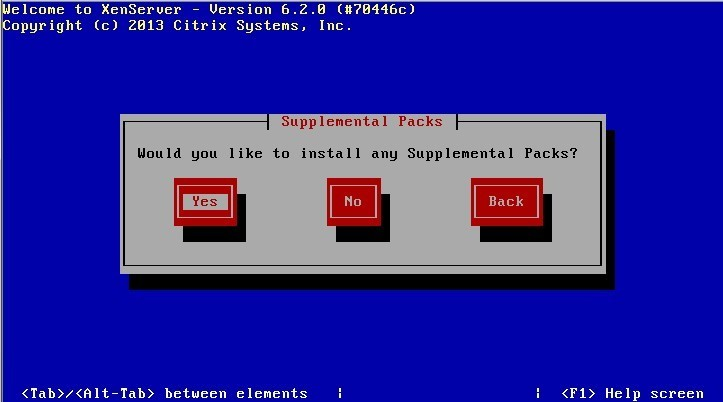 Welcome to XenServer - Version 6.2.0 (#70446c)
Copyright (c) 2013 Citrix Systems, Inc.
Supplemental Packs
Would you like to install any Supplemental Packs?
Yes No Back
<Tab>/<Alt-Tab> between elements | | <F1> Help screen